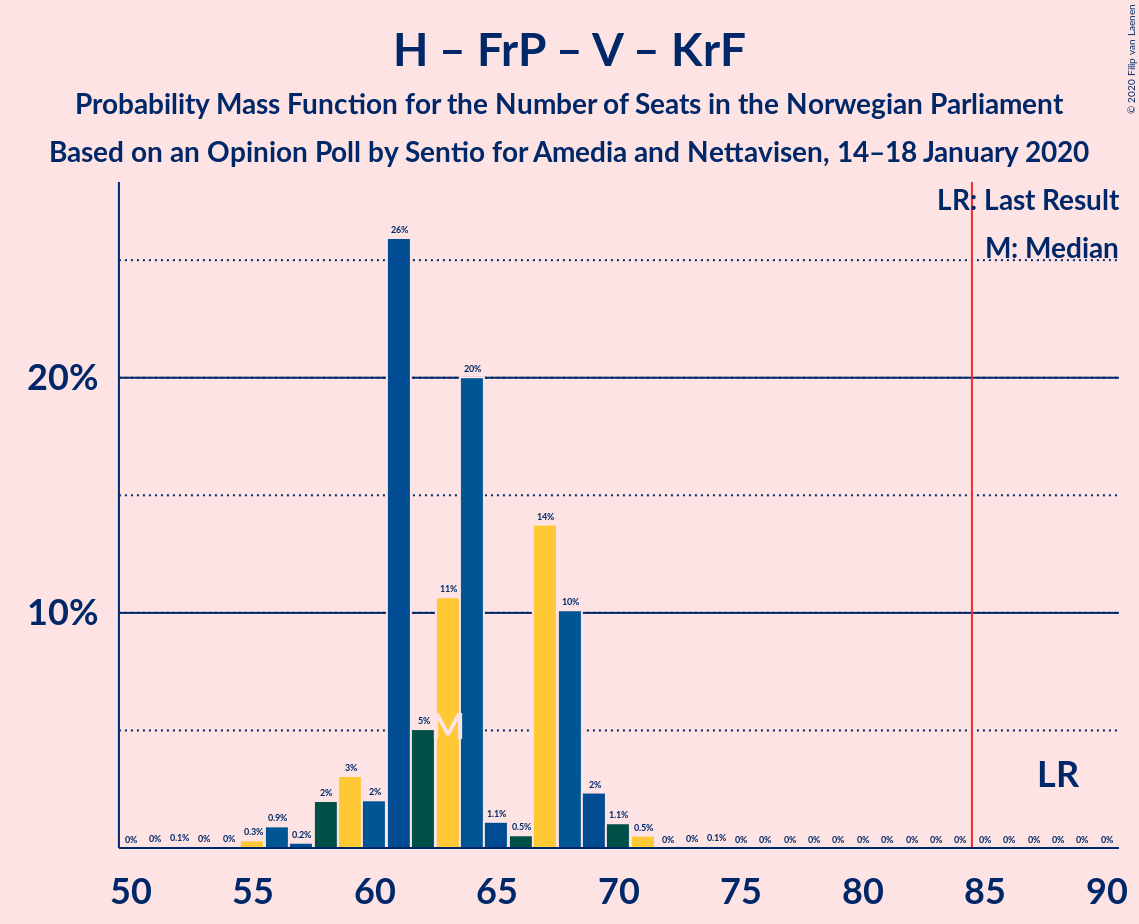 H – FrP – V – KrF
Probability Mass Function for the Number of Seats in the Norwegian Parliament
Based on an Opinion Poll by Sentio for Amedia and Nettavisen, 14–18 January 2020
© 2020 Filip van Laenen
LR: Last Result
M: Median
20%
10%
0% 0% 0.1% 0% 0% 0.3% 0.9% 0.2% 2% 3% 2% 26% 5% 11% 20% 1.1% 0.5% 14% 10% 2% 1.1% 0.5% 0% 0% 0.1% 0% 0% 0% 0% 0% 0% 0% 0% 0% 0% 0% 0% 0% 0% 0% 0%
M
LR
50 55 60 65 70 75 80 85 90